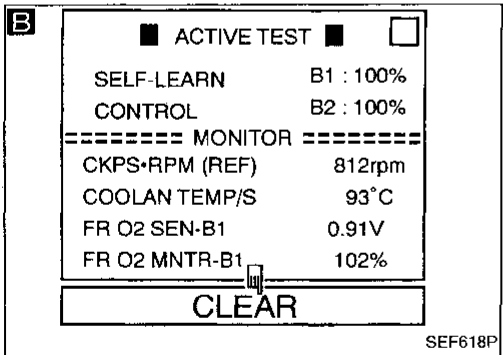 B
■ ACTIVE TEST ■
SELF-LEARN B1 : 100%
CONTROL B2 : 100%
======= MONITOR =======
CKPS•RPM (REF) 812rpm
COOLAN TEMP/S 93°C
FR O2 SEN-B1 0.91V
FR O2 MNTR-B1 102%
CLEAR
SEF618P